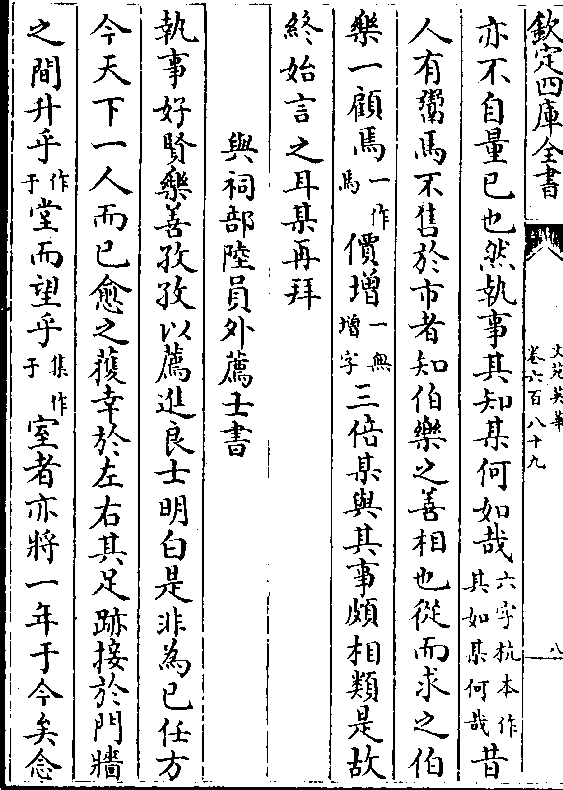 欽定四庫全書
文苑英華
卷六百八十九
八
亦不自量已也然執事其知某何如哉六字杭本作其如某何哉昔
人有鬻馬不售於市者知伯樂之善相也從而求之伯
樂一顧馬一作馬價增一無增字三倍某與其事頗相類是故
終始言之耳某再拜
與祠部陸員外薦士書
執事好賢樂善孜孜以薦進良士明白是非為已任方
今天下一人而已愈之獲幸於左右其足跡接於門牆
之間升乎作于堂而望乎集作于室者亦將一年于今矣念